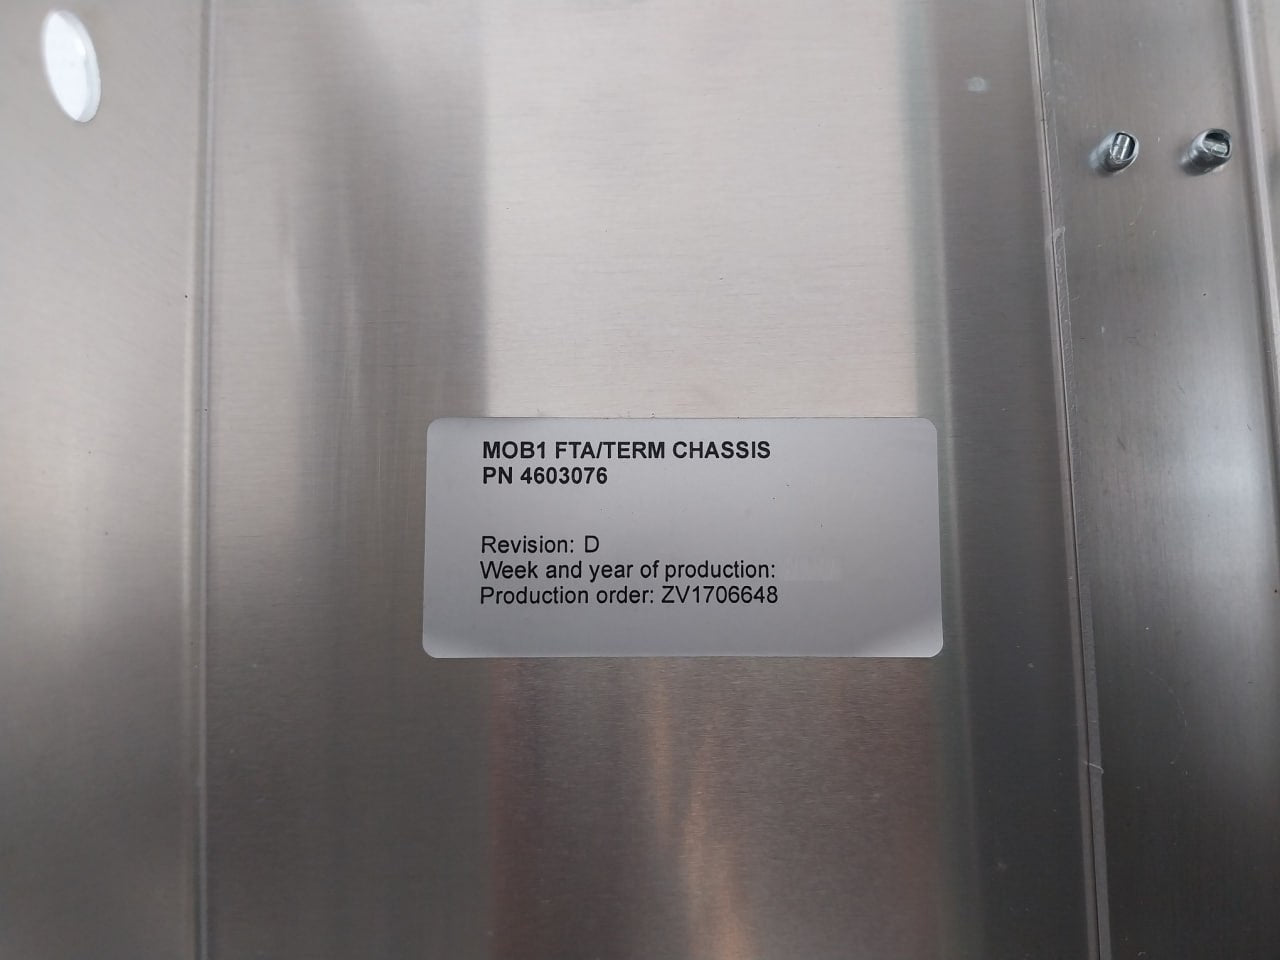 MOB1 FTA/TERM CHASSIS
PN 4603076
Revision: D
Week and year of production:
Production order: ZV1706648